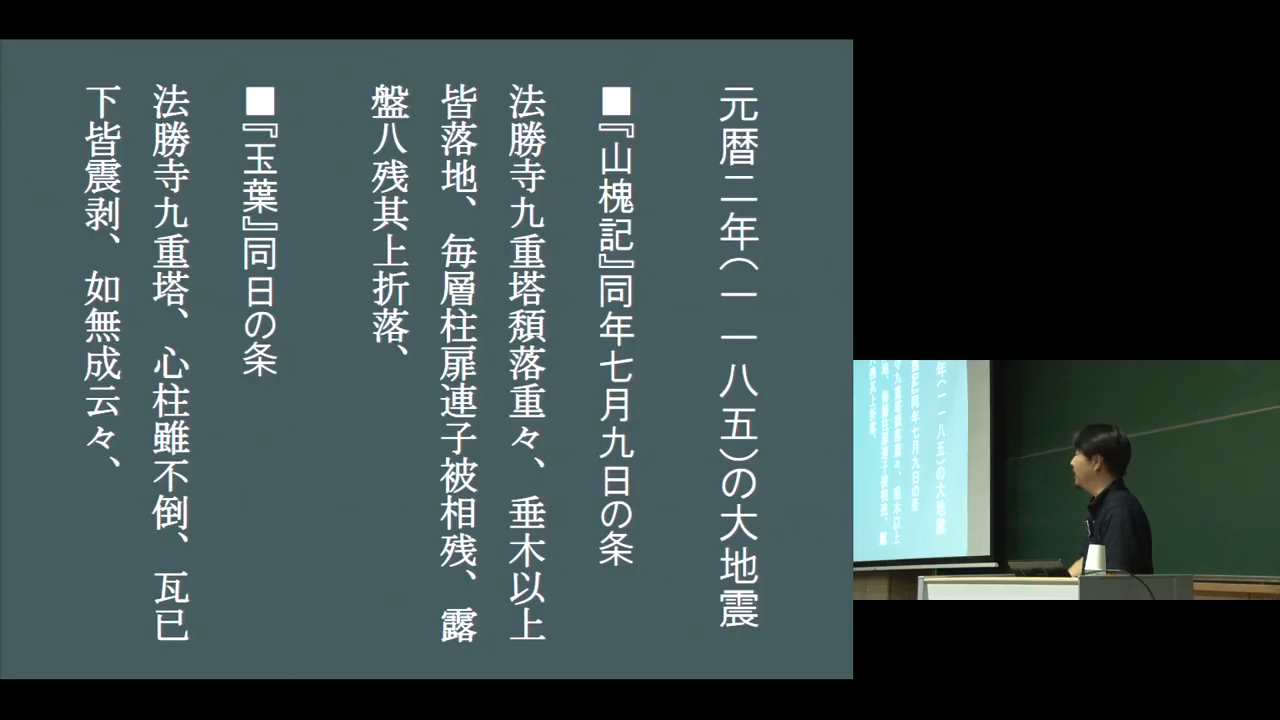 元暦二年(一一八五)の大地震
■『山槐記』同年七月九日の条
法勝寺九重塔頽落重々、垂木以上
皆落地、毎層柱扉連子被相残、露
盤八残其上折落、
■『玉葉』同日の条
法勝寺九重塔、心柱雖不倒、瓦已
下皆震剥、如無成云々、